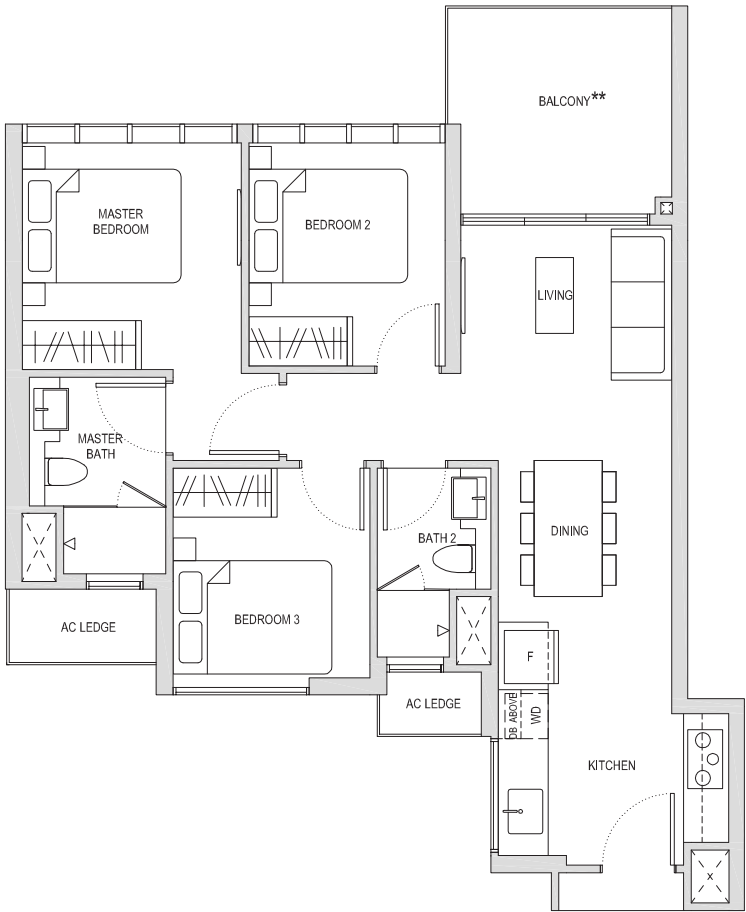 BALCONY**
MASTER
BEDROOM
BEDROOM 2
LIVING
MASTER
BATH
BATH 2
DINING
AC LEDGE
BEDROOM 3
F
AC LEDGE
DB ABOVE
WD
KITCHEN
X